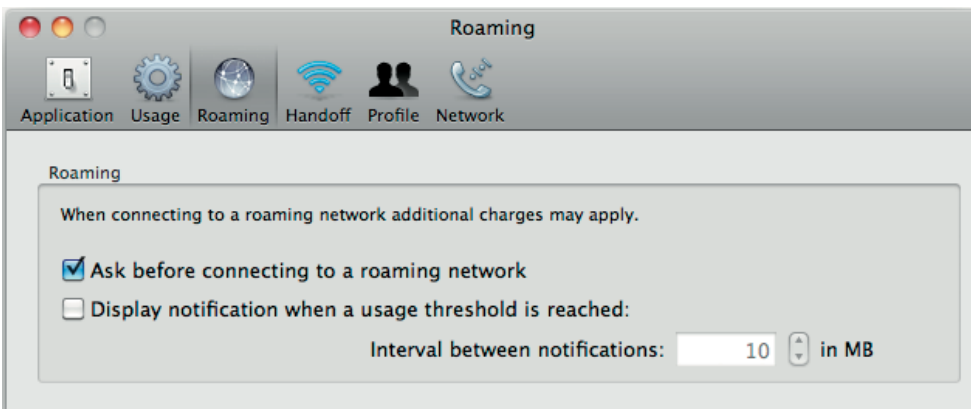 Roaming
Application Usage Roaming Handoff Profile Network
Roaming
When connecting to a roaming network additional charges may apply.
Ask before connecting to a roaming network
Display notification when a usage threshold is reached:
Interval between notifications: 10 in MB